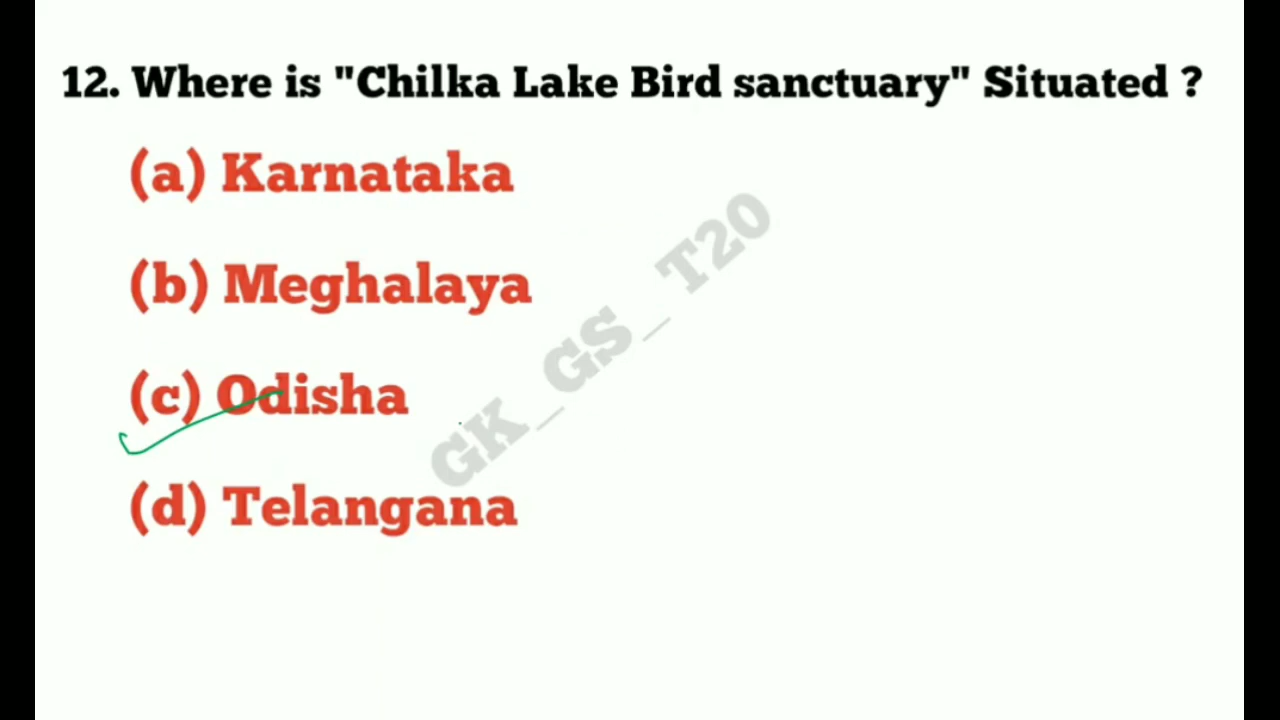 12. Where is "Chilka Lake Bird sanctuary" Situated ?
(a) Karnataka
(b) Meghalaya
(c) Odisha
(d) Telangana
GK_GS_T20